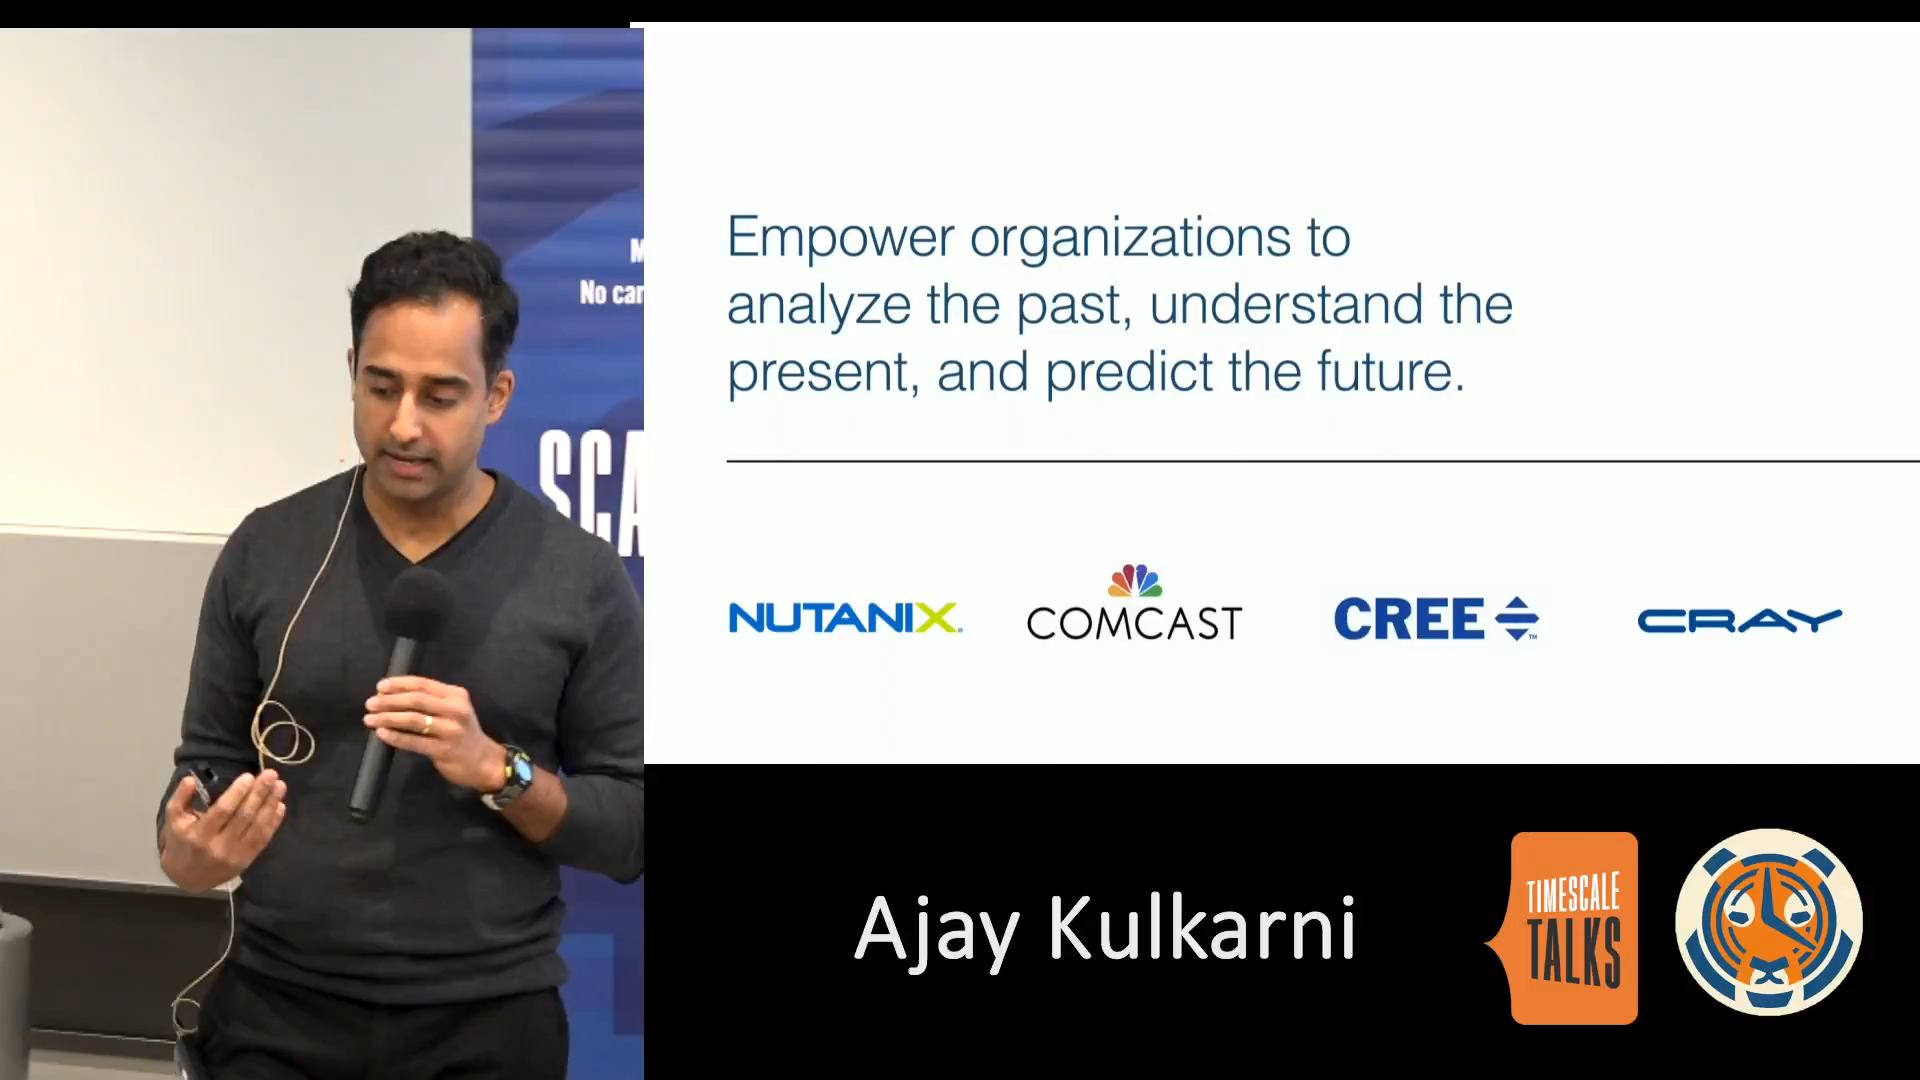 M
No car
SCA
Empower organizations to
analyze the past, understand the
present, and predict the future.
NUTANIX
COMCAST
CREE
CRAY
Ajay Kulkarni
TIMESCALE
TALKS